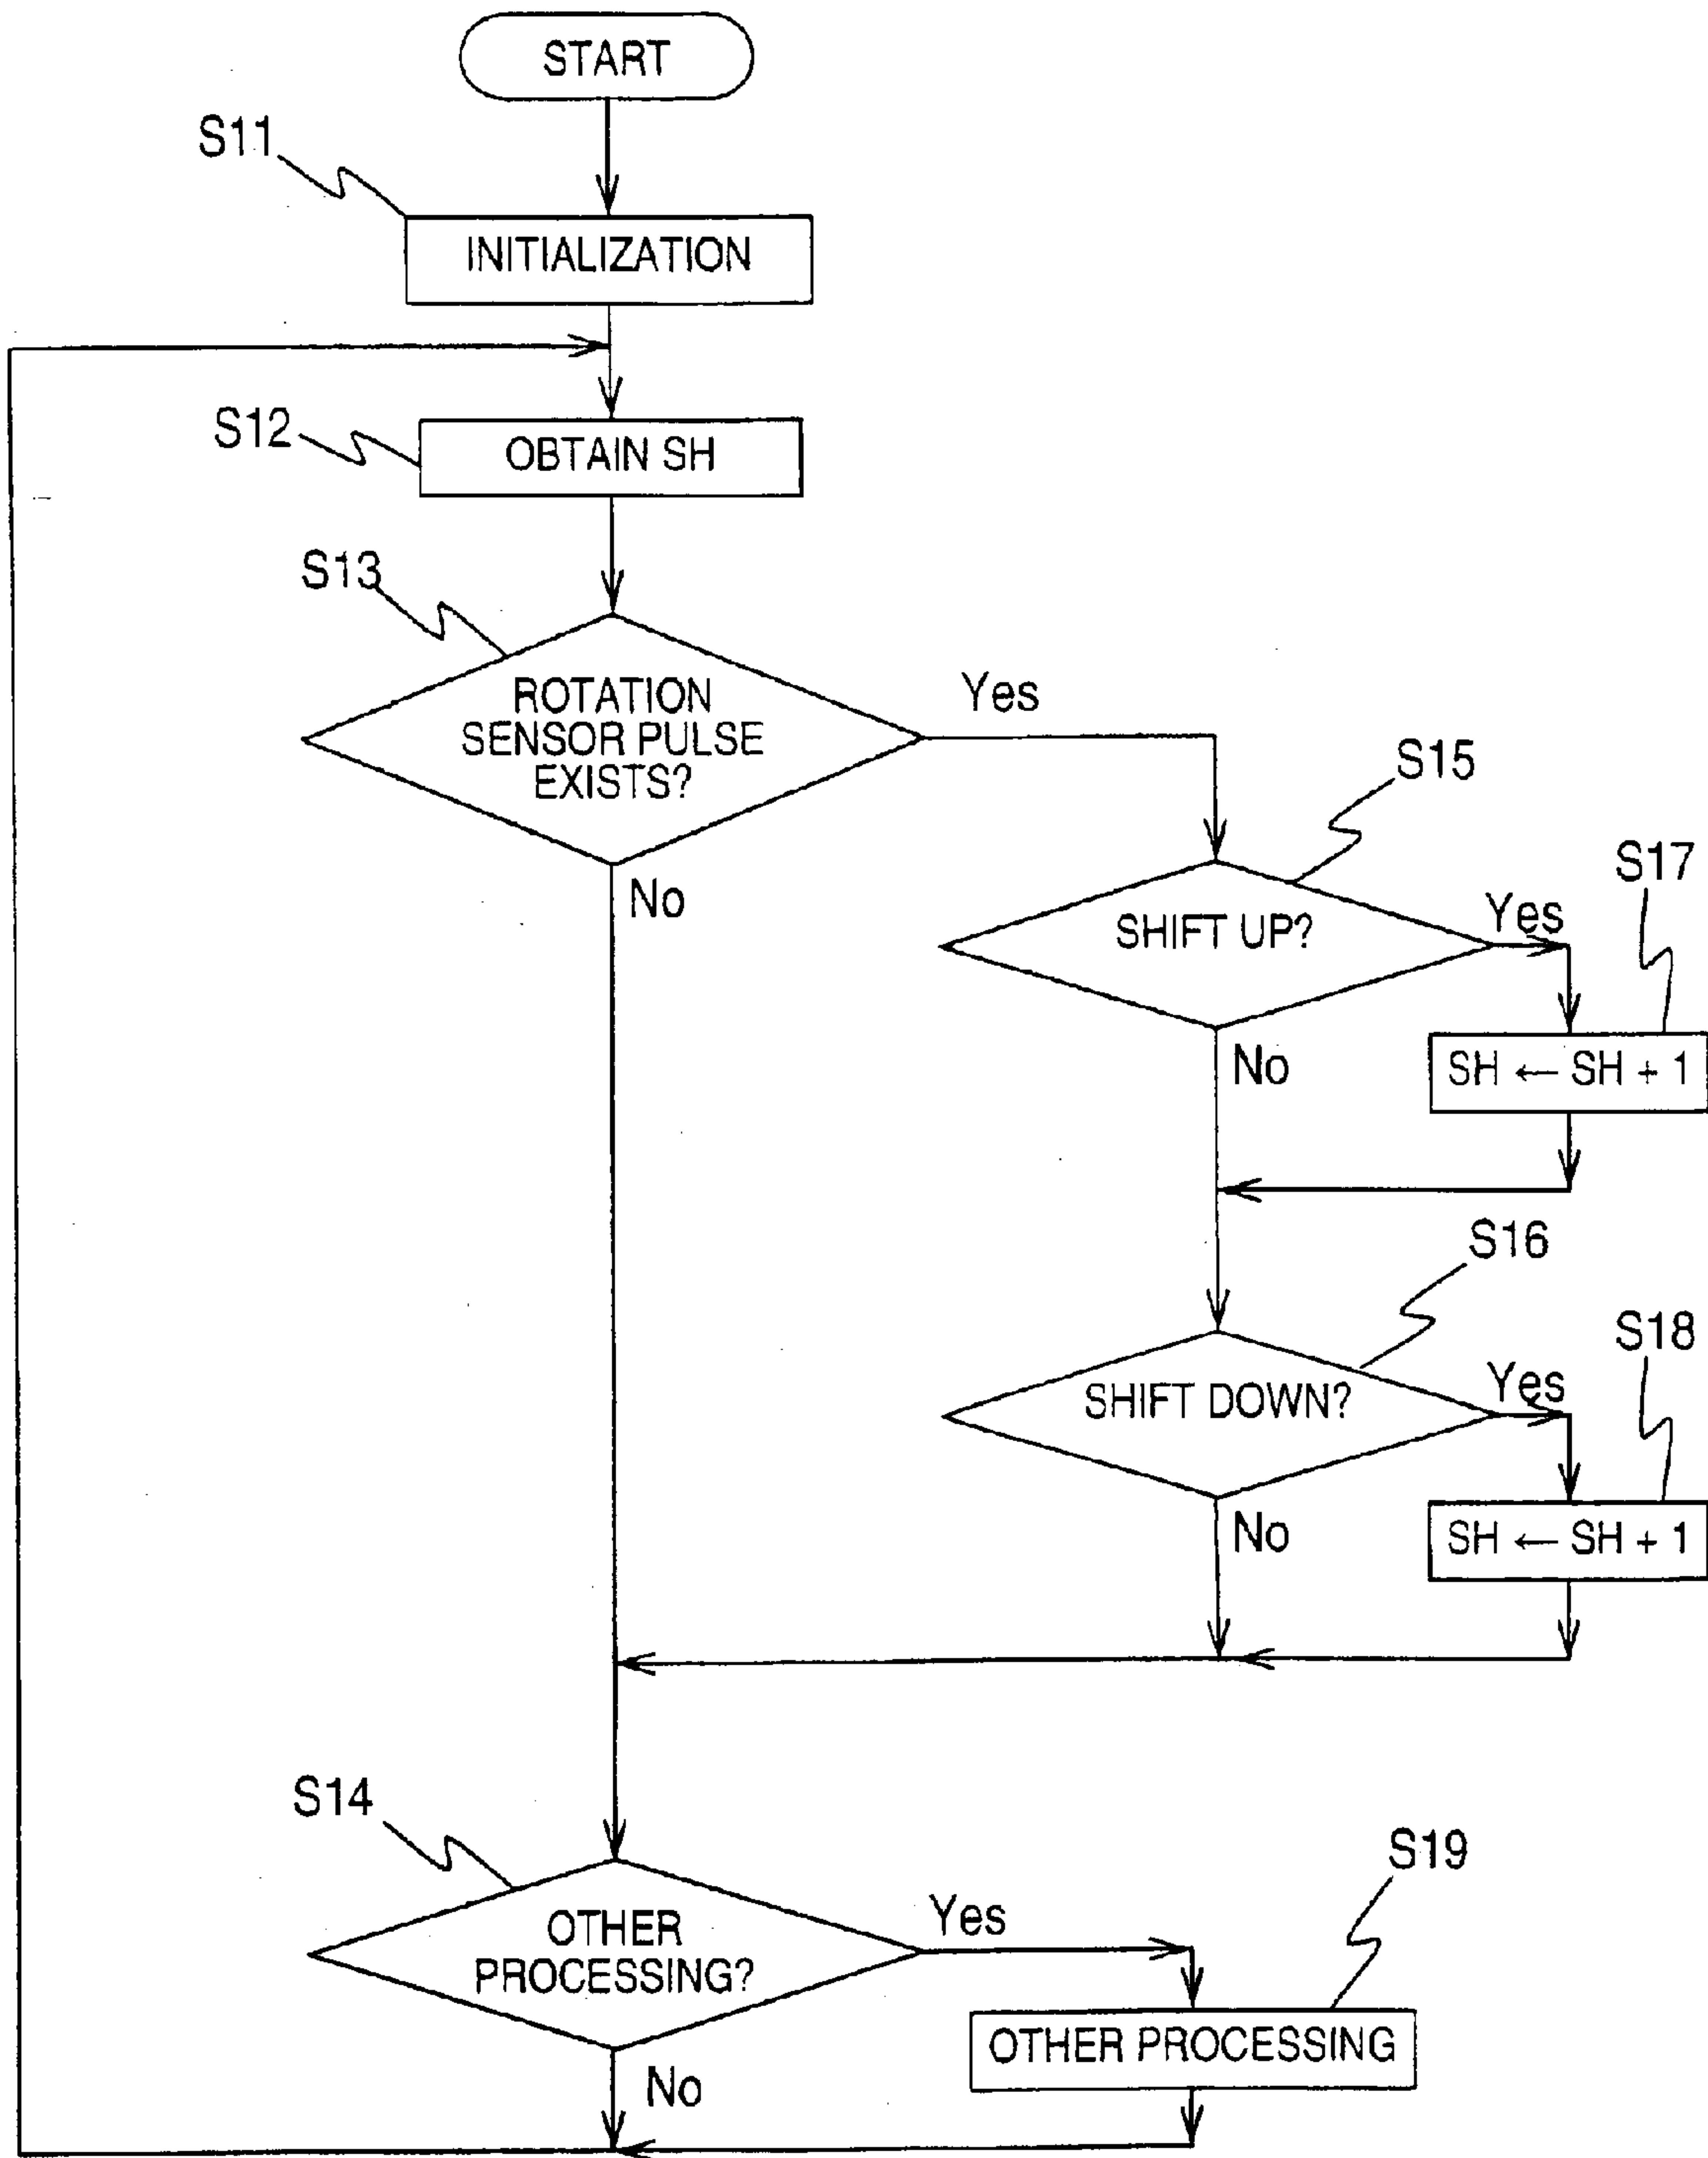 START
S11
INITIALIZATION
S12
OBTAIN SH
S13
ROTATION
SENSOR PULSE
EXISTS?
Yes
No
S15
SHIFT UP?
Yes
No
S17
SH ← SH + 1
S16
SHIFT DOWN?
Yes
No
S18
SH ← SH + 1
S14
OTHER
PROCESSING?
Yes
No
S19
OTHER PROCESSING